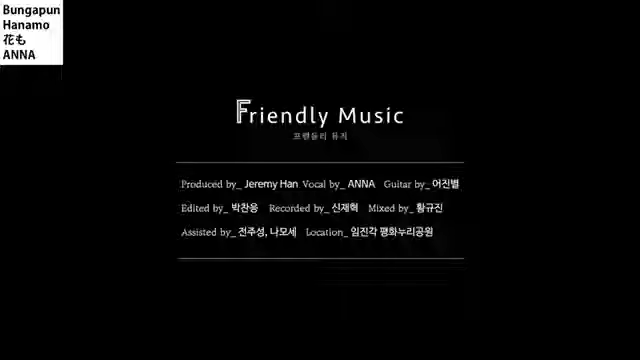 Bungapun
Hanamo
花も
ANNA
Friendly Music
프렌들리 뮤직
Produced by_ Jeremy Han Vocal by_ ANNA Guitar by_ 어진별
Edited by_ 박찬웅 Recorded by_ 신재혁 Mixed by_ 황규진
Assisted by_ 전주성, 나모세 Location_ 임진각 평화누리공원